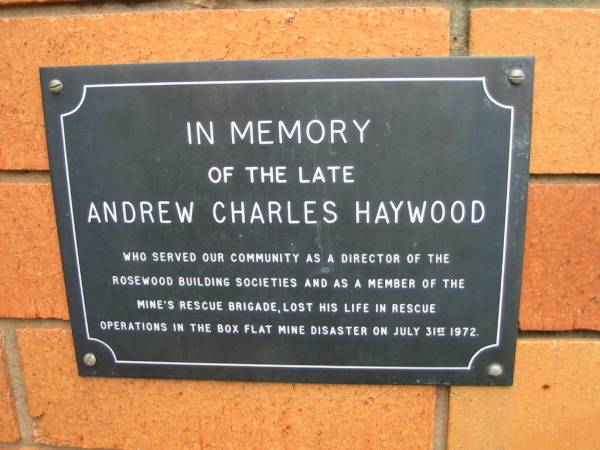 IN MEMORY
OF THE LATE
ANDREW CHARLES HAYWOOD
WHO SERVED OUR COMMUNITY AS A DIRECTOR OF THE
ROSEWOOD BUILDING SOCIETIES AND AS A MEMBER OF THE
MINE'S RESCUE BRIGADE, LOST HIS LIFE IN RESCUE
OPERATIONS IN THE BOX FLAT MINE DISASTER ON JULY 31ST 1972.